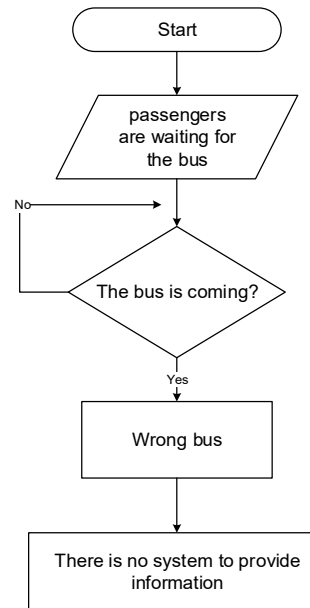 Start
passengers
are waiting for
the bus
No
The bus is coming?
Yes
Wrong bus
There is no system to provide
information